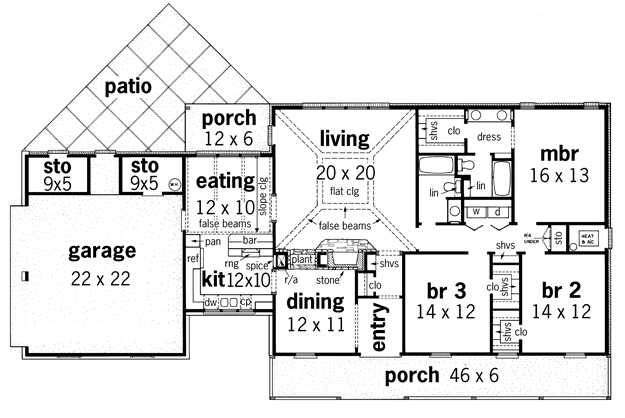 patio
porch
12 x 6
living
20 x 20
flat clg
false beams
shvs
clo
dress
mbr
16 x 13
sto
9x5
sto
9x5
W.H.
eating
12 x 10
false beams
slope clg
lin
lin
w d
garage
22 x 22
pan
bar
ref
rng
spice
kit 12x10
dw
cp
r/a
plant
stone
shvs
clo
dining
12 x 11
entry
br 3
14 x 12
shvs
clo
shvs
shvs
clo
R/A
UNDER
sto
HEAT
& A/C
br 2
14 x 12
porch 46 x 6